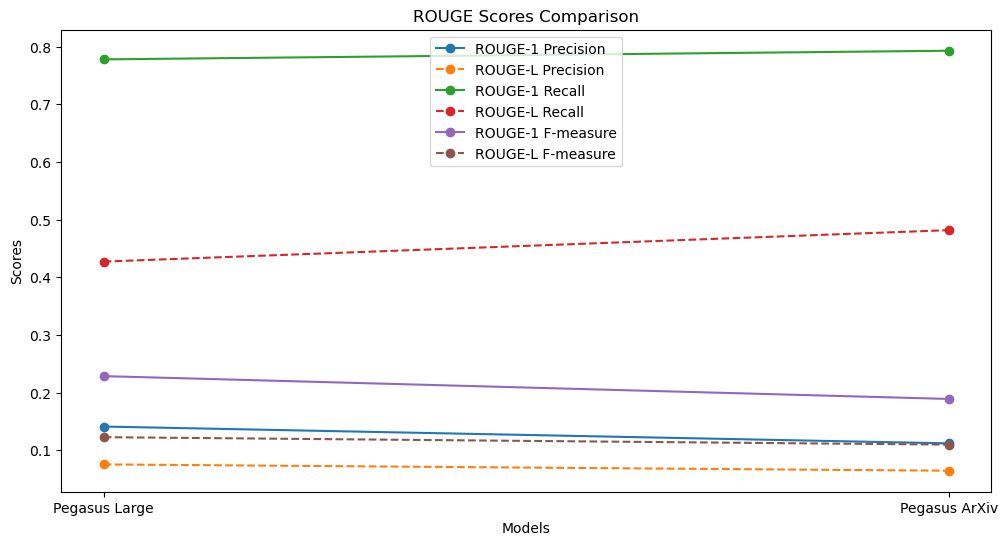 ROUGE Scores Comparison
ROUGE-1 Precision
ROUGE-L Precision
ROUGE-1 Recall
ROUGE-L Recall
ROUGE-1 F-measure
ROUGE-L F-measure
Scores
0.8
0.7
0.6
0.5
0.4
0.3
0.2
0.1
Pegasus Large
Pegasus ArXiv
Models